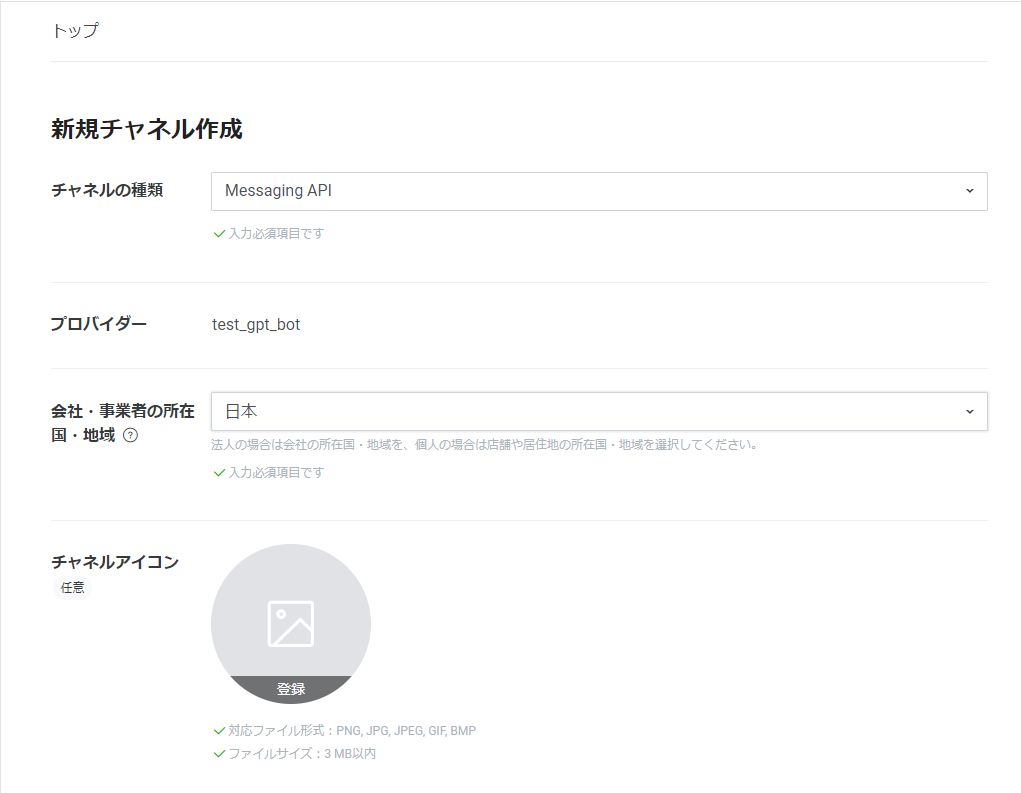 トップ
新規チャネル作成
チャネルの種類
Messaging API
入力必須項目です
プロバイダー
test_gpt_bot
会社・事業者の所在
国・地域 ?
日本
法人の場合は会社の所在国・地域を、個人の場合は店舗や居住地の所在国・地域を選択してください。
入力必須項目です
チャネルアイコン
任意
登録
対応ファイル形式：PNG, JPG, JPEG, GIF, BMP
ファイルサイズ：3 MB以内